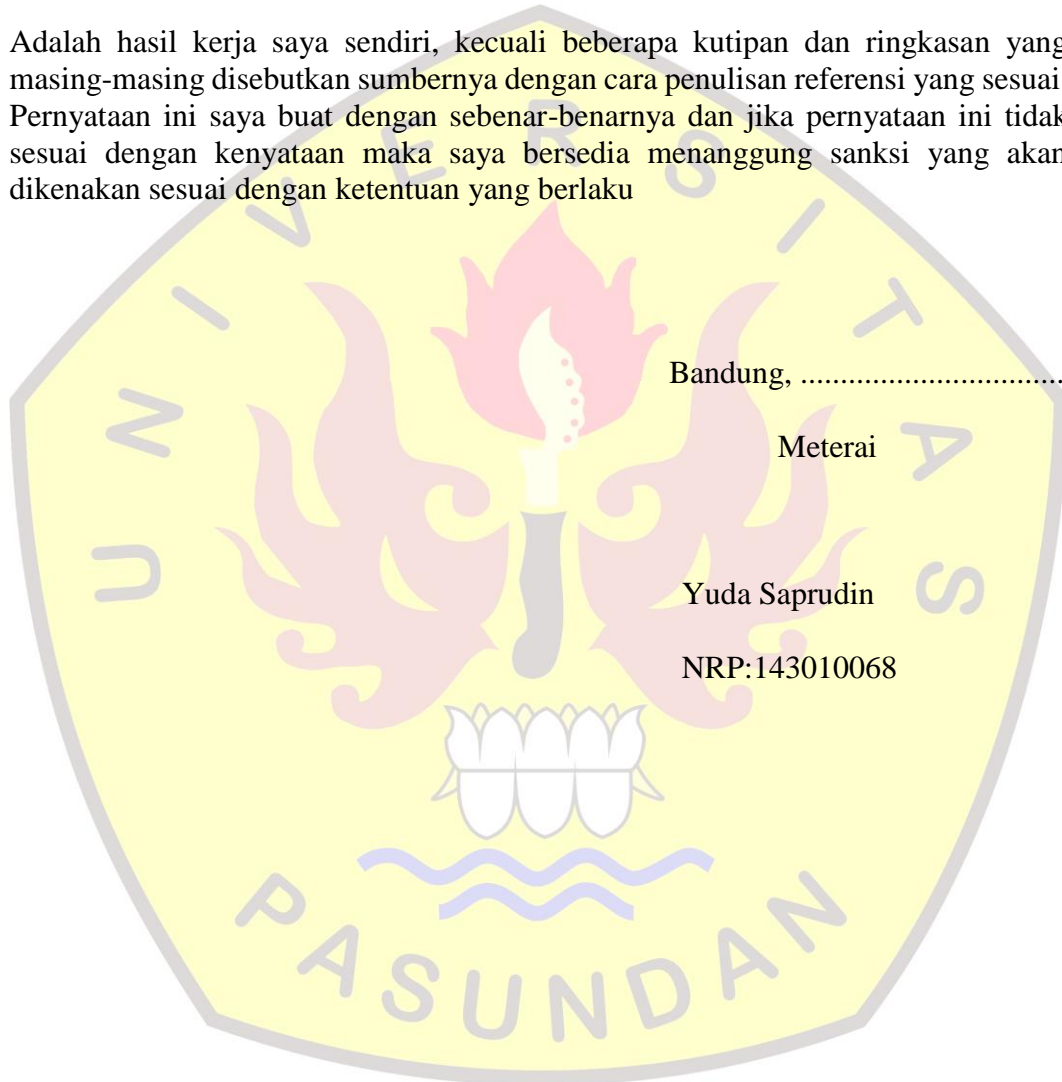 Adalah hasil kerja saya sendiri, kecuali beberapa kutipan dan ringkasan yang
masing-masing disebutkan sumbernya dengan cara penulisan referensi yang sesuai
Pernyataan ini saya buat dengan sebenar-benarnya dan jika pernyataan ini tidak
sesuai dengan kenyataan maka saya bersedia menanggung sanksi yang akan
dikenakan sesuai dengan ketentuan yang berlaku
UNIVERSITAS
Bandung, .................................
Meterai
Yuda Saprudin
NRP:143010068
PASUNDAN